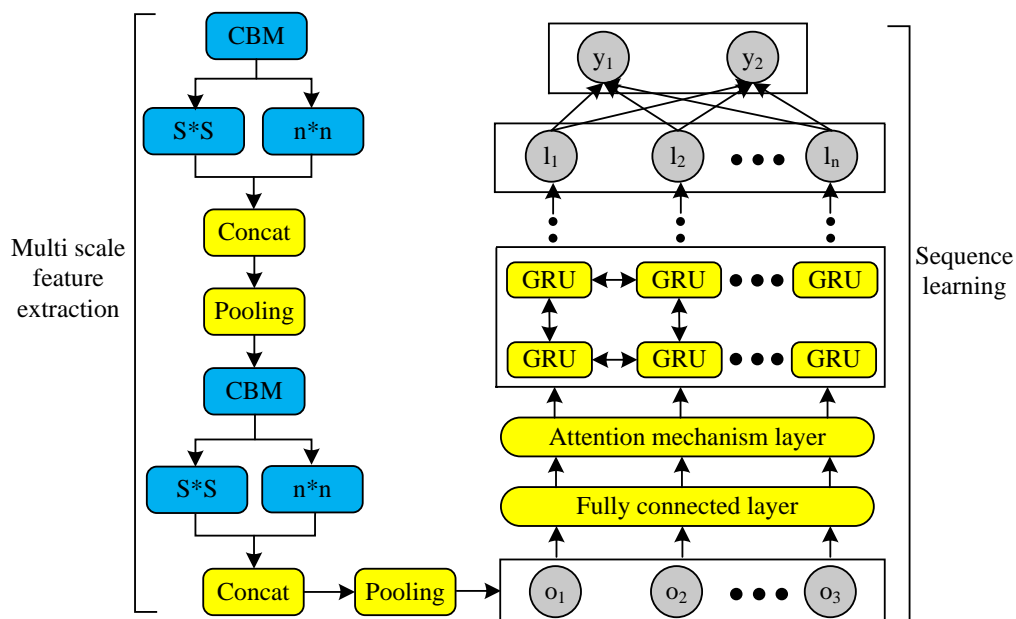 Multi scale
feature
extraction
CBM
S*S n*n
Concat
Pooling
CBM
S*S n*n
Concat Pooling
y1 y2
l1 l2 ln
GRU GRU GRU
GRU GRU GRU
Attention mechanism layer
Fully connected layer
o1 o2 o3
Sequence
learning